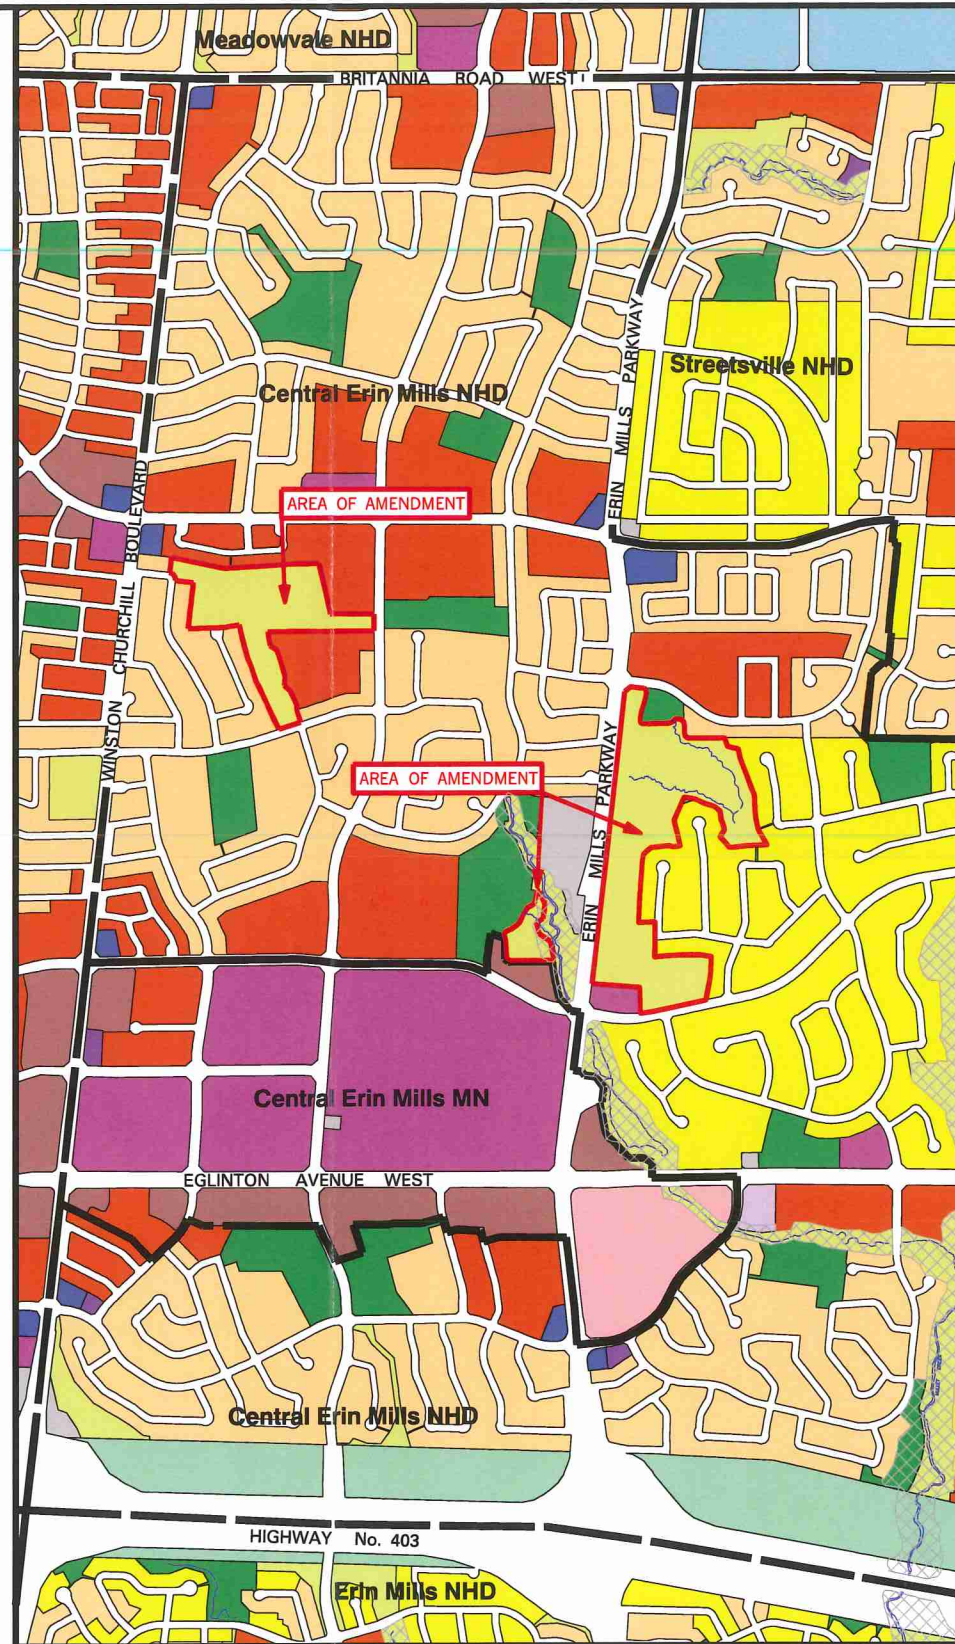 Meadowvale NHD
BRITANNIA ROAD WEST
ERIN MILLS PARKWAY
Streetsville NHD
Central Erin Mills NHD
WINSTON CHURCHILL BOULEVARD
AREA OF AMENDMENT
AREA OF AMENDMENT
ERIN MILLS PARKWAY
Central Erin Mills MN
EGLINTON AVENUE WEST
Central Erin Mills NHD
HIGHWAY No. 403
Erin Mills NHD